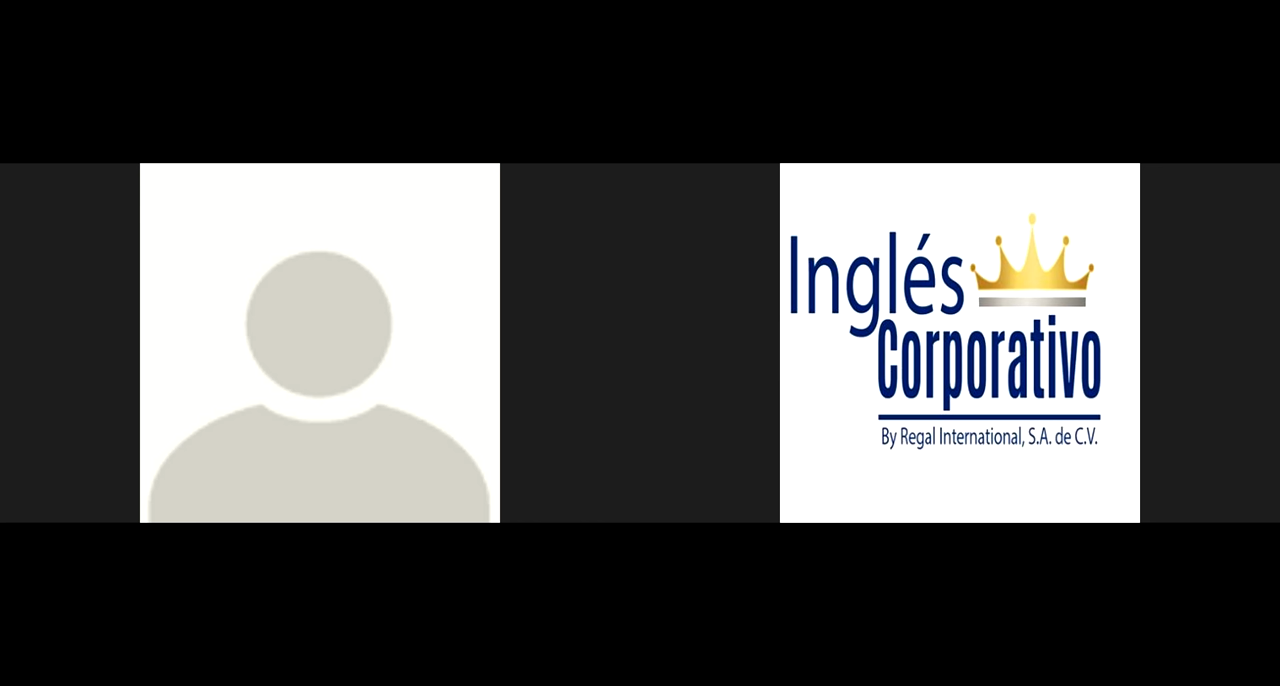 Inglés
Corporativo
By Regal International, S.A. de C.V.